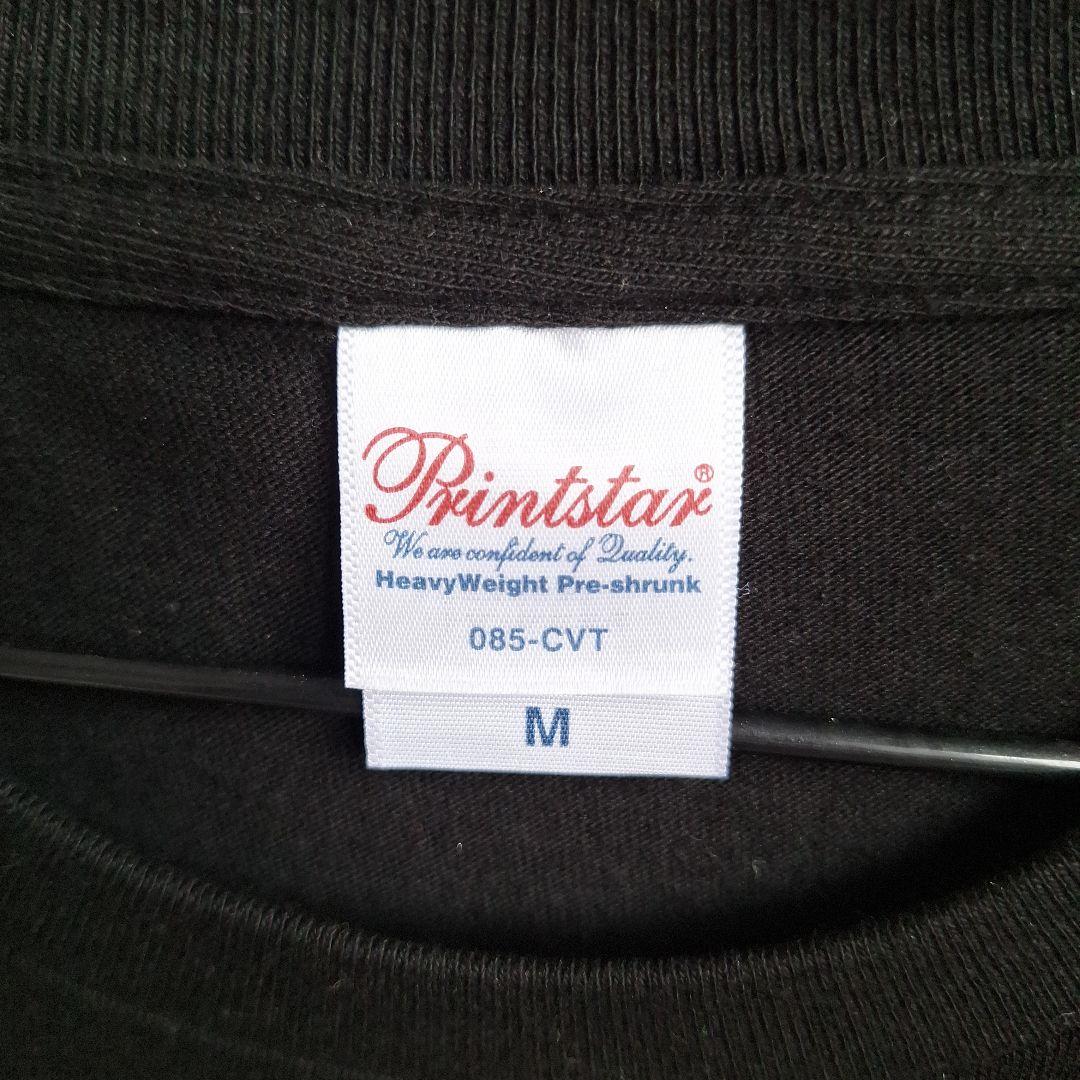 Printstar®
We are confident of Quality.
HeavyWeight Pre-shrunk
085-CVT
M